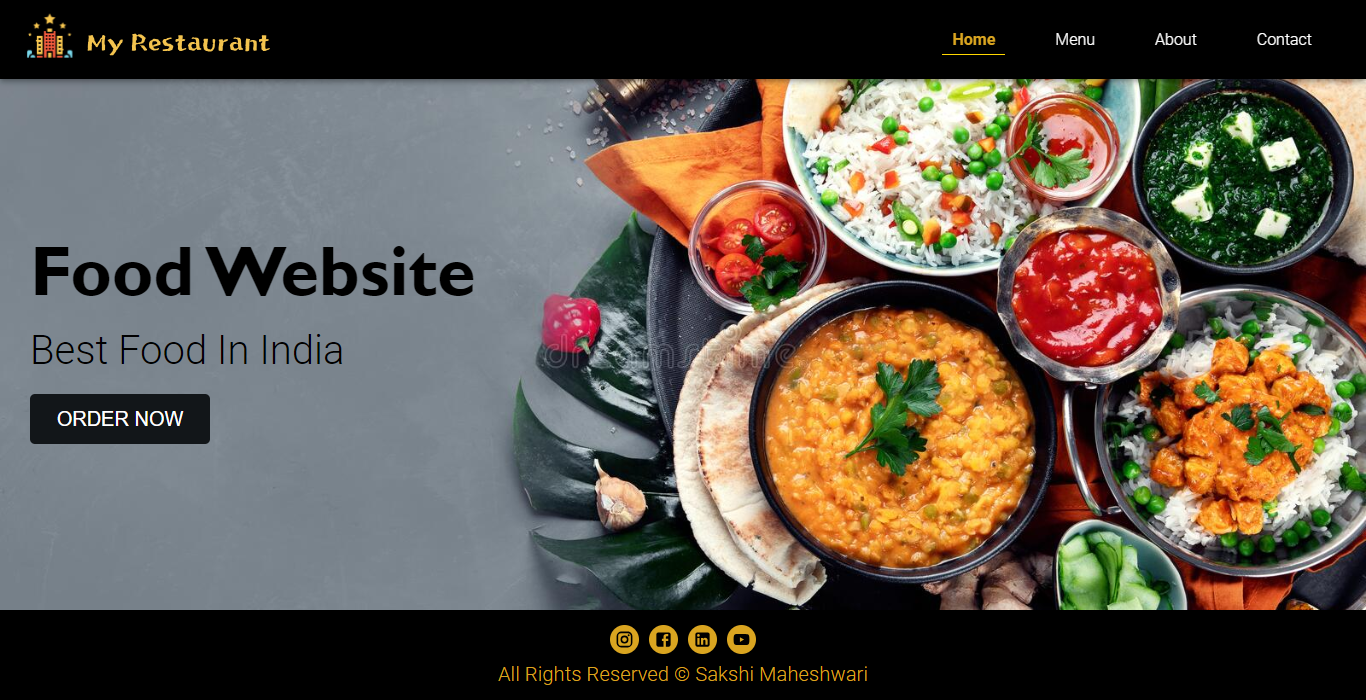 My Restaurant
Home Menu About Contact
Food Website
Best Food In India
ORDER NOW
dreamstime
All Rights Reserved © Sakshi Maheshwari